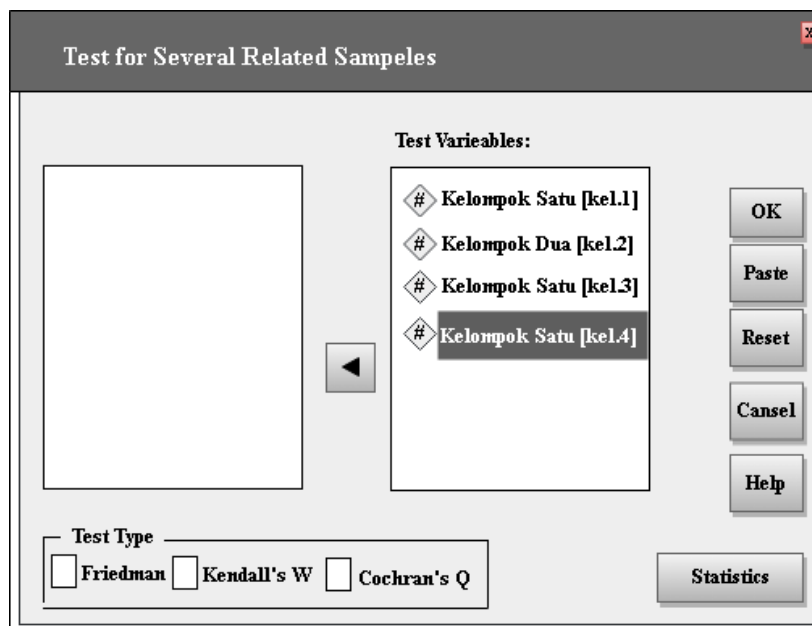 x
Test for Several Related Sampeles
Test Varieables:
# Kelompok Satu [kel.1]
# Kelompok Dua [kel.2]
# Kelompok Satu [kel.3]
# Kelompok Satu [kel.4]
OK
Paste
Reset
Cansel
Help
Test Type
Friedman Kendall's W Cochran's Q
Statistics